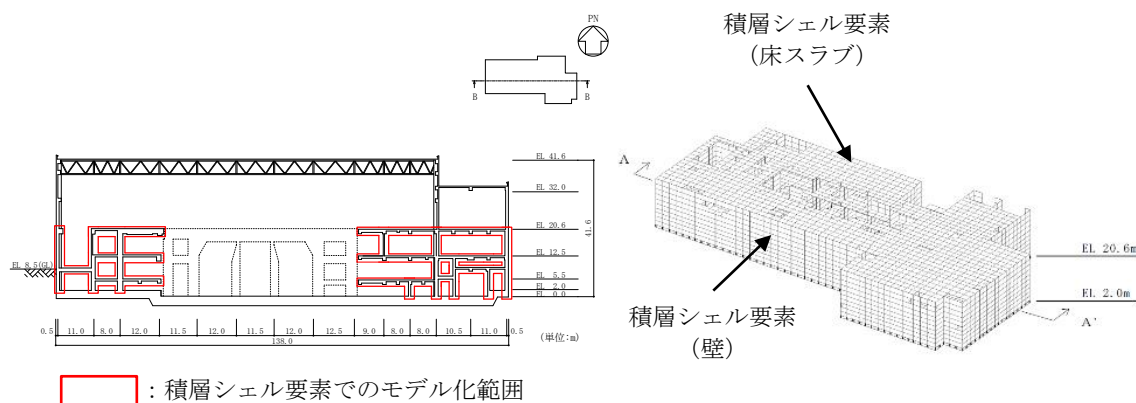 PN
B
B
EL 41.6
EL 32.0
EL 20.6
EL 12.5
EL 5.5
EL 2.0
EL 0.0
41.6
EL 8.5(GL)
0.5 11.0 8.0 12.0 11.5 12.0 11.5 12.0 12.5 9.0 8.0 8.0 10.5 11.0 0.5
(単位:m)
138.0
:積層シェル要素でのモデル化範囲
積層シェル要素
(床スラブ)
A
EL 20.6m
EL 2.0m
A'
積層シェル要素
(壁)